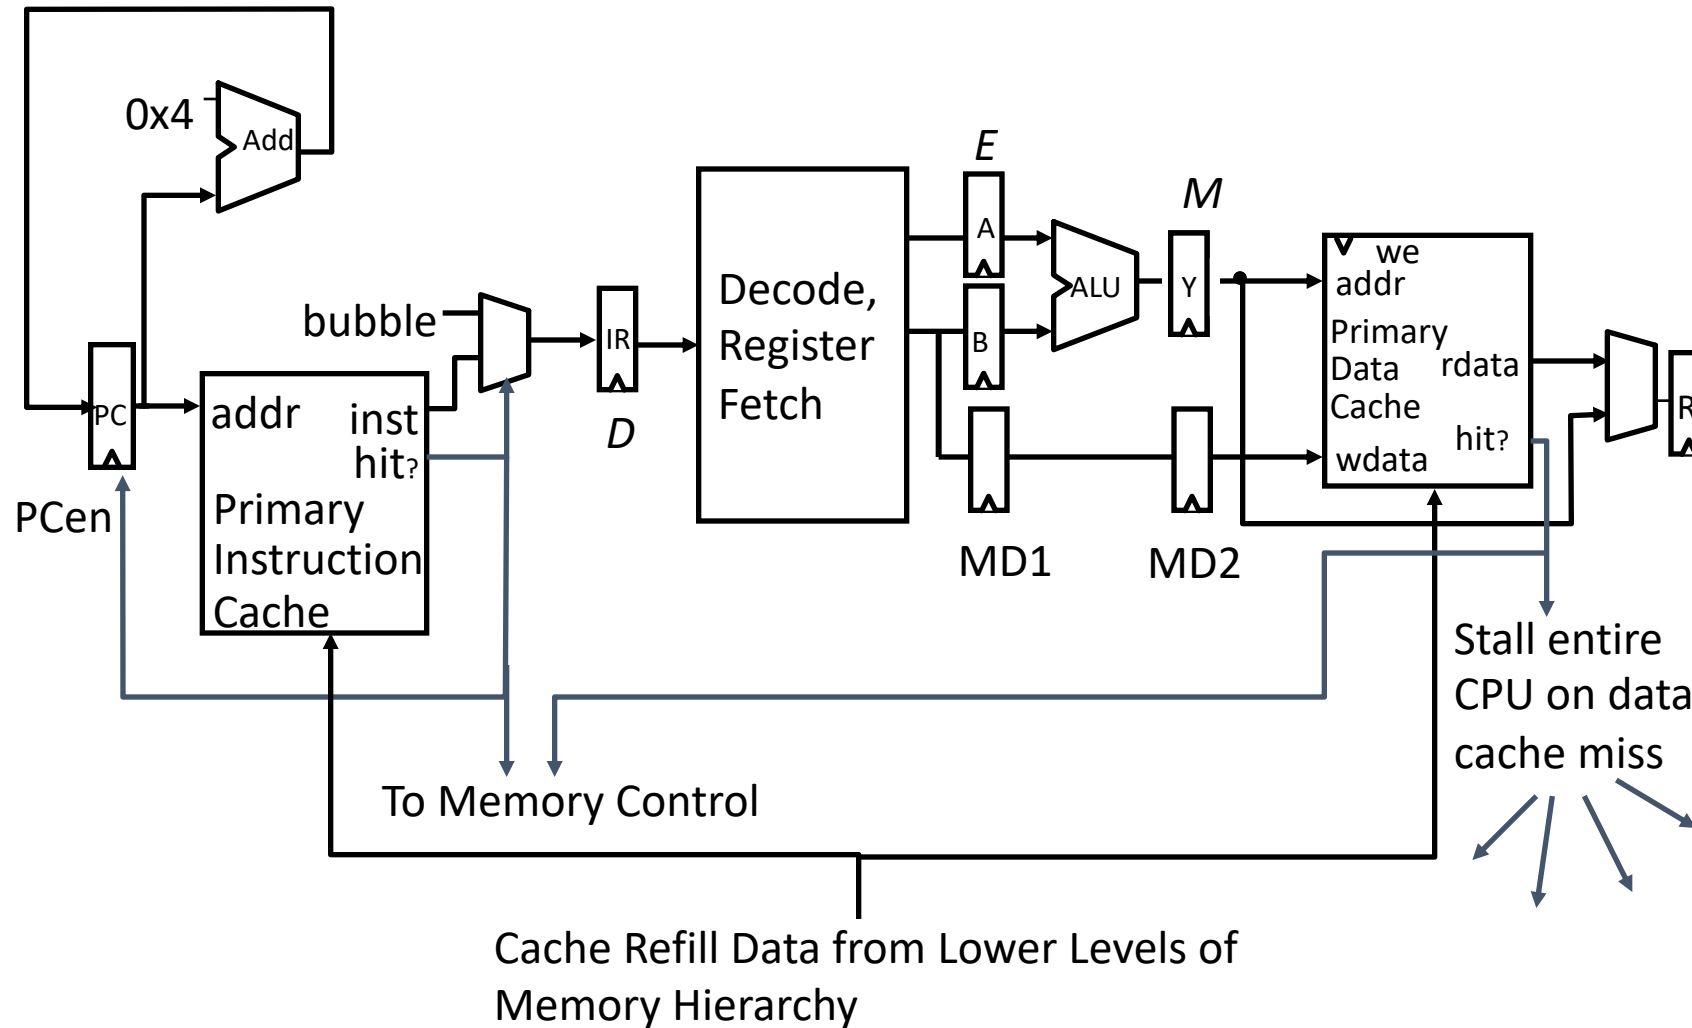 0x4
Add
E
M
we
addr
A
Decode,
ALU
Y
bubble
Primary
IR
Register
B
Data
rdata
PC
addr
inst
Fetch
Cache
R
D
hit?
hit?
wdata
PCen
Primary
Instruction
MD1
MD2
Cache
Stall entire
CPU on data
cache miss
To Memory Control
Cache Refill Data from Lower Levels of
Memory Hierarchy